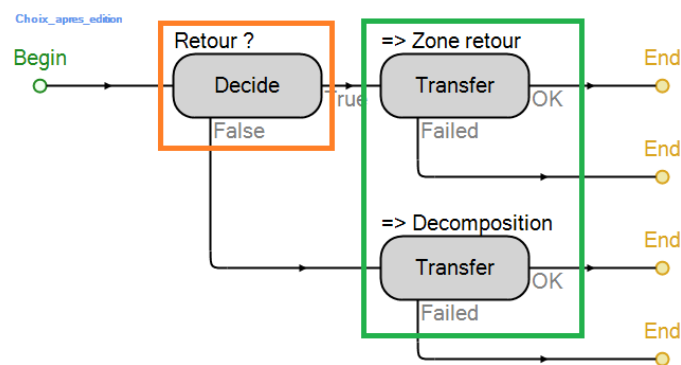 Choix_apres_edition
Retour ?
=> Zone retour
Begin
End
Decide
Transfer
True
OK
False
Failed
End
=> Decomposition
End
Transfer
OK
Failed
End